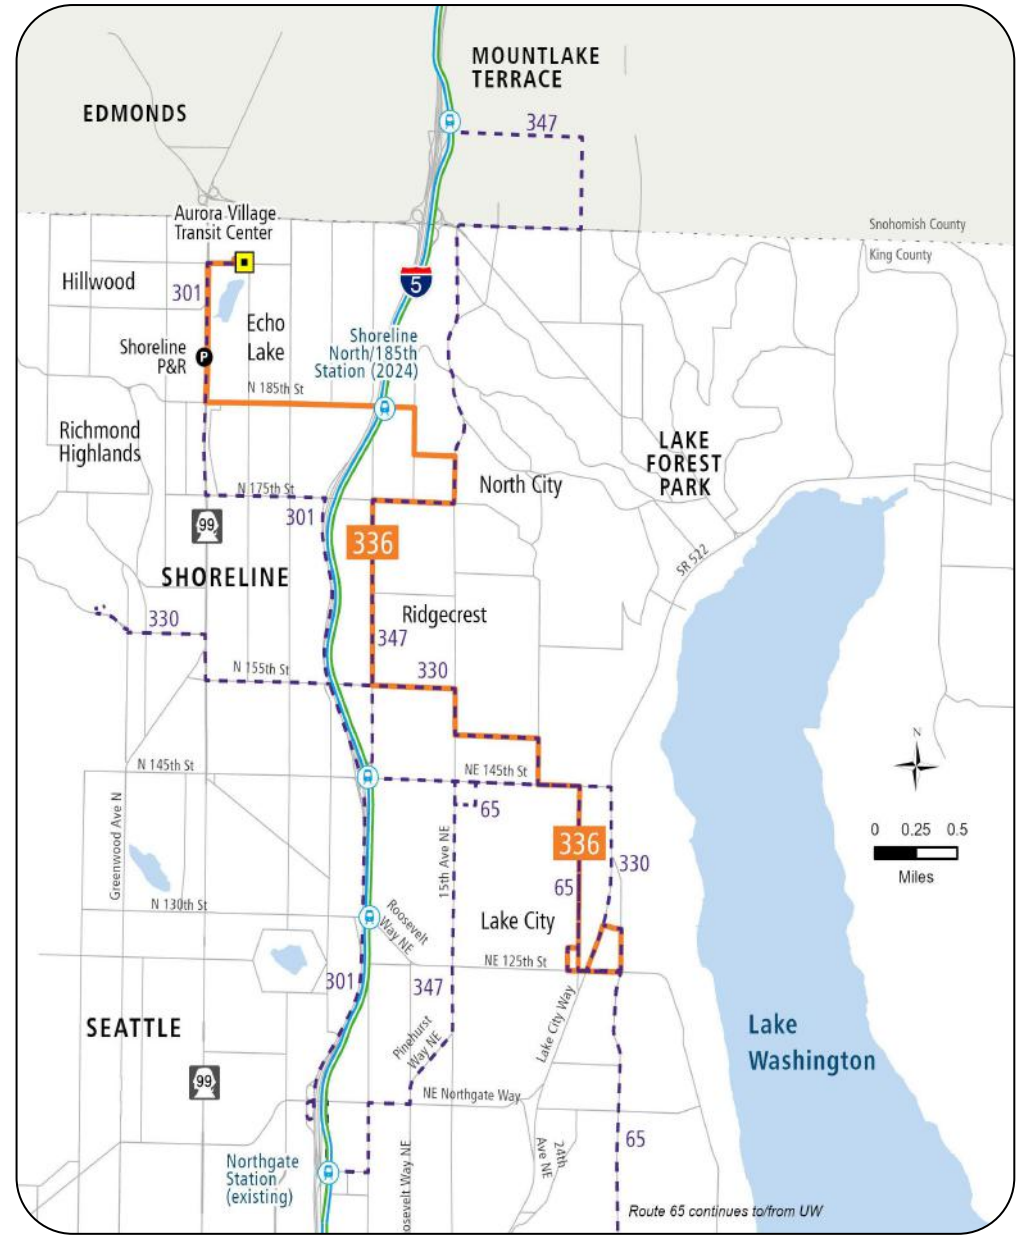 MOUNTLAKE
TERRACE
EDMONDS
347
Aurora Village
Transit Center
Snohomish County
King County
Hillwood
301
5
Echo
Lake
Shoreline
North/185th
Station (2024)
Shoreline
P&R
P
N 185th St
Richmond
Highlands
LAKE
FOREST
PARK
North City
N 175th St
301
99
336
SR 522
SHORELINE
Ridgecrest
330
347
N 155th St
330
N
N 145th St
NE 145th St
65
Greenwood Ave N
15th Ave NE
336
330
0 0.25 0.5
Miles
65
N 130th St
Roosevelt
Way NE
Lake City
NE 125th St
301
347
SEATTLE
Pinehurst
Way NE
Lake City Way
Lake
Washington
99
NE Northgate Way
65
Northgate
Station
(existing)
osevelt Way NE
24th
Ave NE
Route 65 continues to/from UW